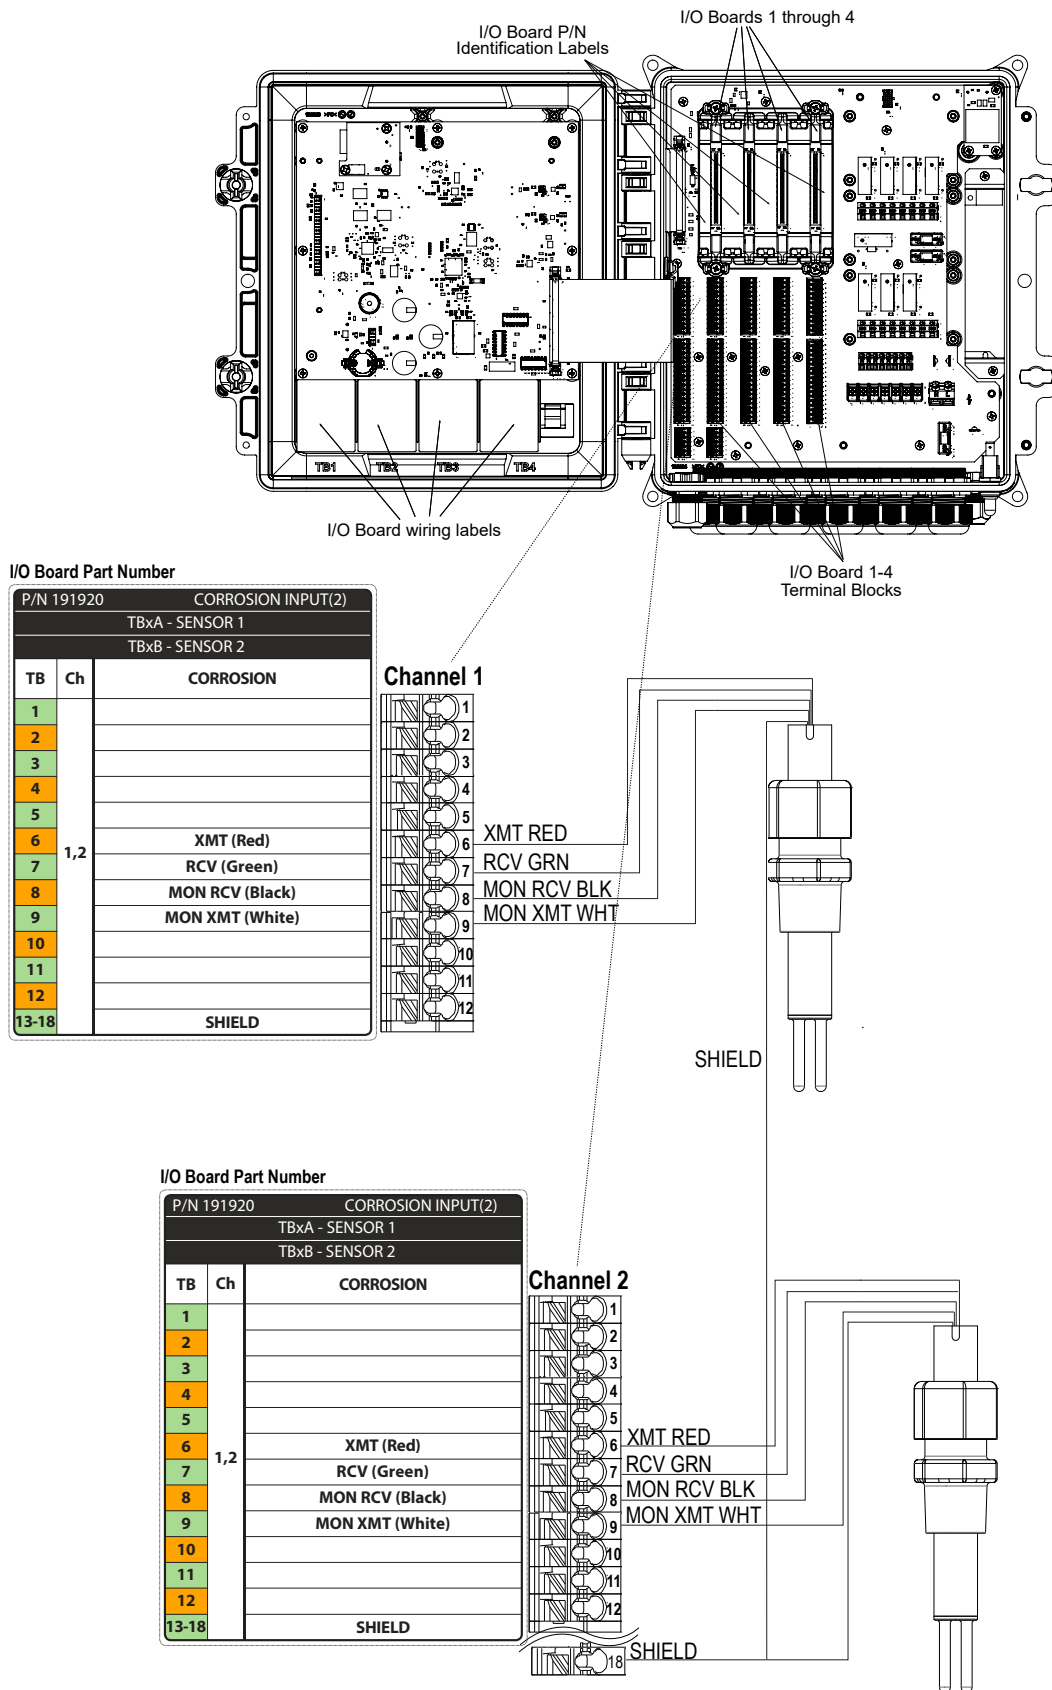 I/O Boards 1 through 4
I/O Board P/N
Identification Labels
TB1 TB2 TB3 TB4
I/O Board wiring labels
I/O Board 1-4
Terminal Blocks
I/O Board Part Number
P/N 191920 CORROSION INPUT(2)
TBxA - SENSOR 1
TBxB - SENSOR 2
TB Ch CORROSION
1
2
3
4
5
6 XMT (Red)
1,2
7 RCV (Green)
8 MON RCV (Black)
9 MON XMT (White)
10
11
12
13-18 SHIELD
Channel 1
1
2
3
4
5
6 XMT RED
7 RCV GRN
8 MON RCV BLK
9 MON XMT WHT
10
11
12
SHIELD
I/O Board Part Number
P/N 191920 CORROSION INPUT(2)
TBxA - SENSOR 1
TBxB - SENSOR 2
TB Ch CORROSION
1
2
3
4
5
6 XMT (Red)
1,2
7 RCV (Green)
8 MON RCV (Black)
9 MON XMT (White)
10
11
12
13-18 SHIELD
Channel 2
1
2
3
4
5
6 XMT RED
7 RCV GRN
8 MON RCV BLK
9 MON XMT WHT
10
11
12
18 SHIELD